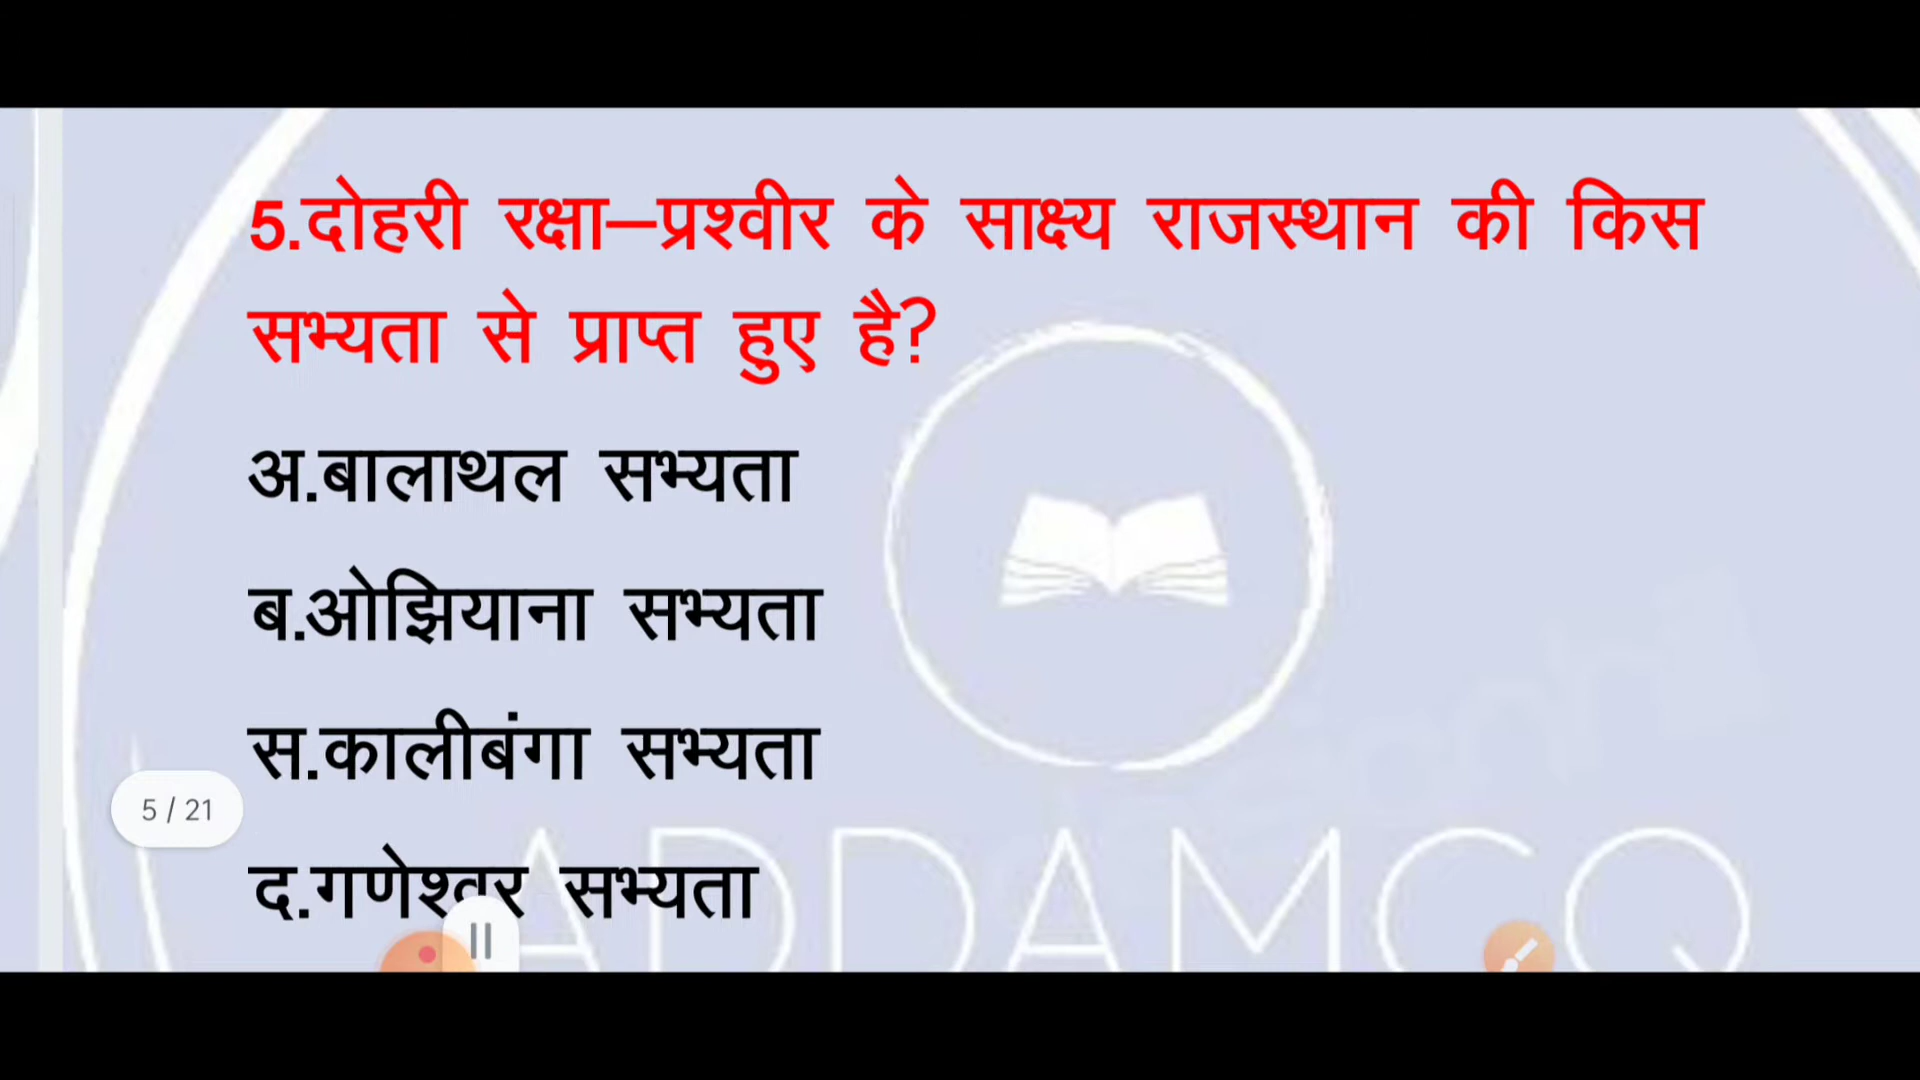 5.दोहरी रक्षा–प्रश्वीर के साक्ष्य राजस्थान की किस
सभ्यता से प्राप्त हुए है?
अ.बालाथल सभ्यता
ब.ओझियाना सभ्यता
स.कालीबंगा सभ्यता
5 / 21
द.गणेश्वर सभ्यता
ADDAMCQ